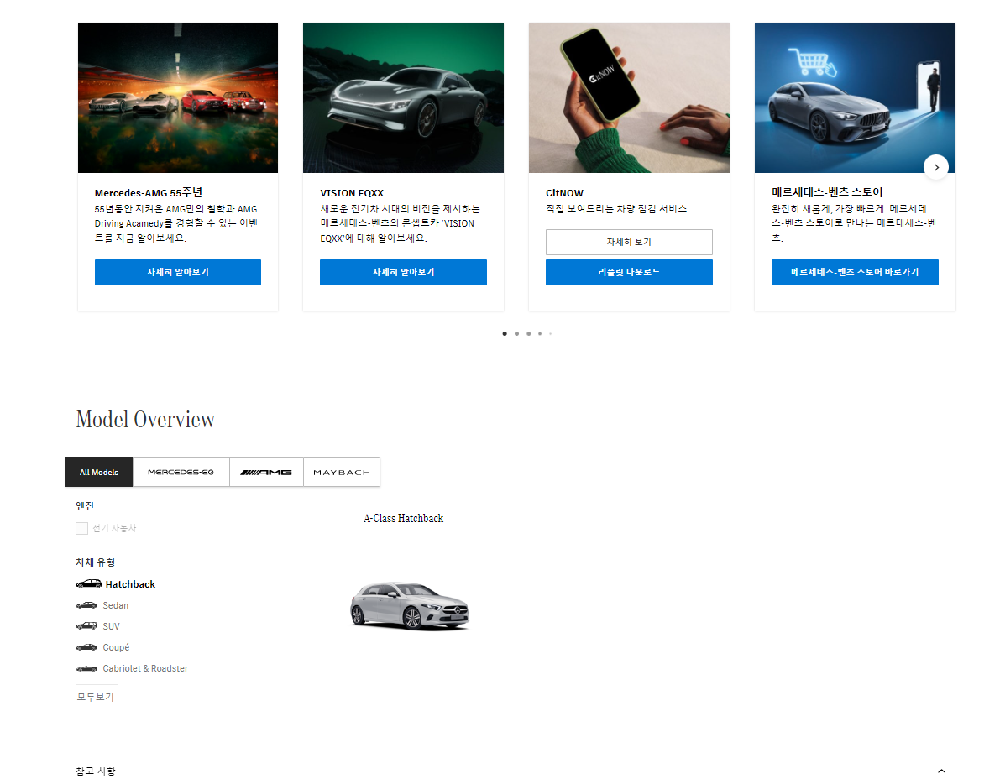 CitNOW
Mercedes-AMG 55주년
55년동안 지켜온 AMG만의 철학과 AMG
Driving Acamedy를 경험할 수 있는 이벤
트를 지금 알아보세요.
자세히 알아보기
VISION EQXX
새로운 전기차 시대의 비전을 제시하는
메르세데스-벤츠의 콘셉트카 ‘VISION
EQXX’에 대해 알아보세요.
자세히 알아보기
CitNOW
직접 보여드리는 차량 점검 서비스
자세히 보기
리플릿 다운로드
메르세데스-벤츠 스토어
완전히 새롭게, 가장 빠르게. 메르세데
스-벤츠 스토어로 만나는 메르데세스-벤
츠.
메르세데스-벤츠 스토어 바로가기
Model Overview
All Models
MERCEDES-EQ
AMG
MAYBACH
엔진
전기 자동차
차체 유형
Hatchback
Sedan
SUV
Coupé
Cabriolet & Roadster
모두보기
A-Class Hatchback
참고 사항